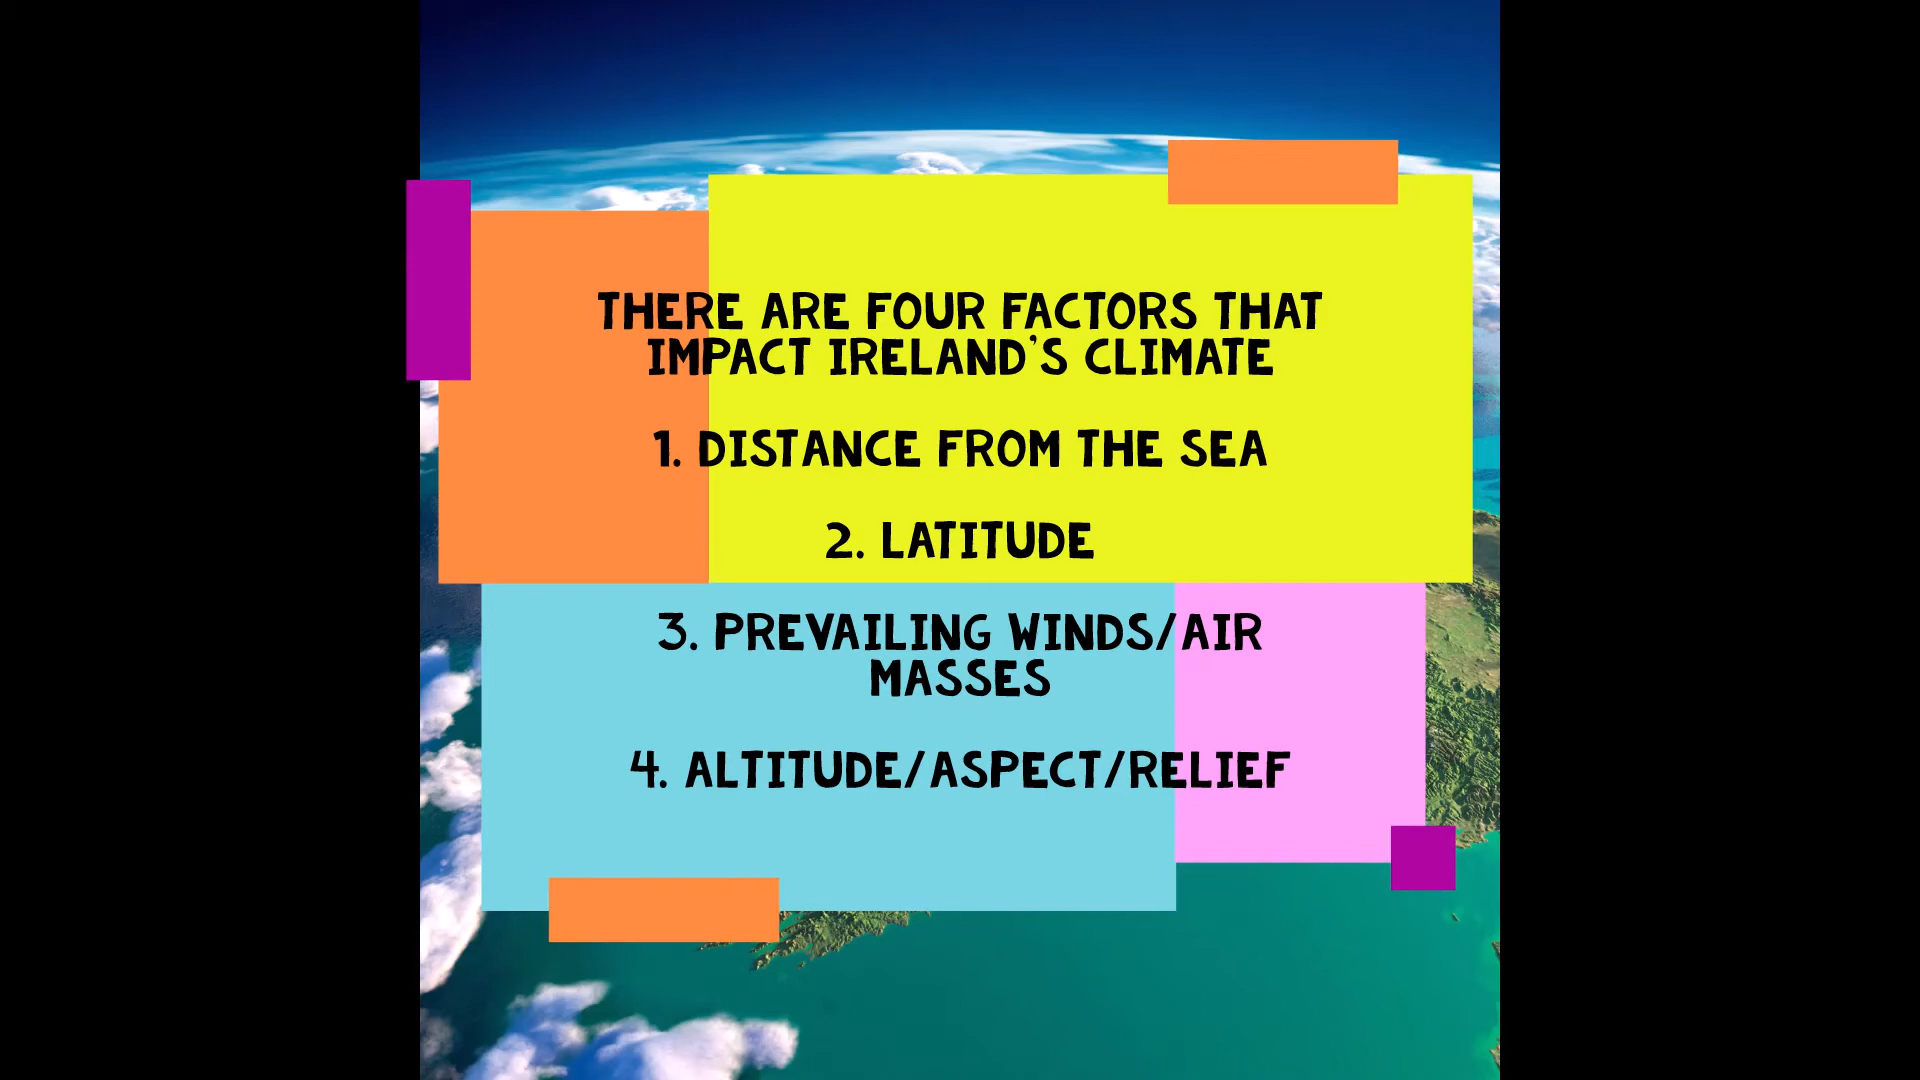 THERE ARE FOUR FACTORS THAT
IMPACT IRELAND'S CLIMATE
1. DISTANCE FROM THE SEA
2. LATITUDE
3. PREVAILING WINDS/AIR
MASSES
4. ALTITUDE/ASPECT/RELIEF